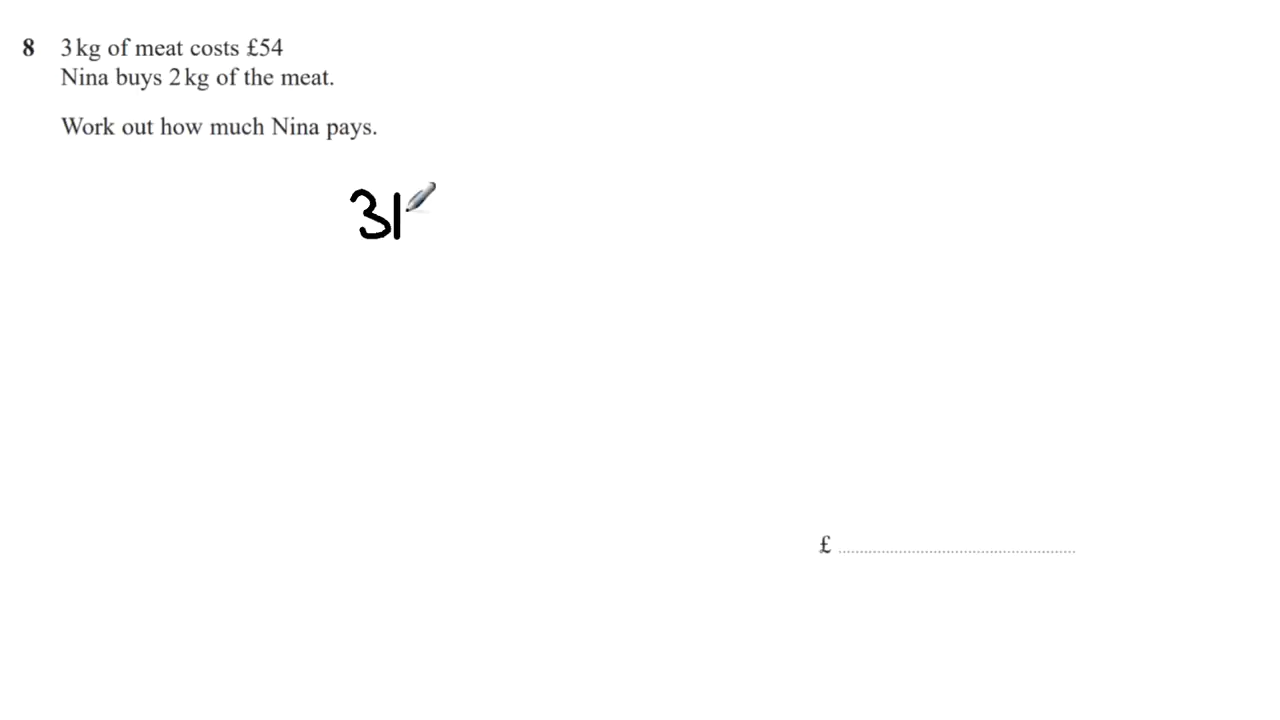 8 3 kg of meat costs £54
Nina buys 2 kg of the meat.
Work out how much Nina pays.
3
£ ........................................................